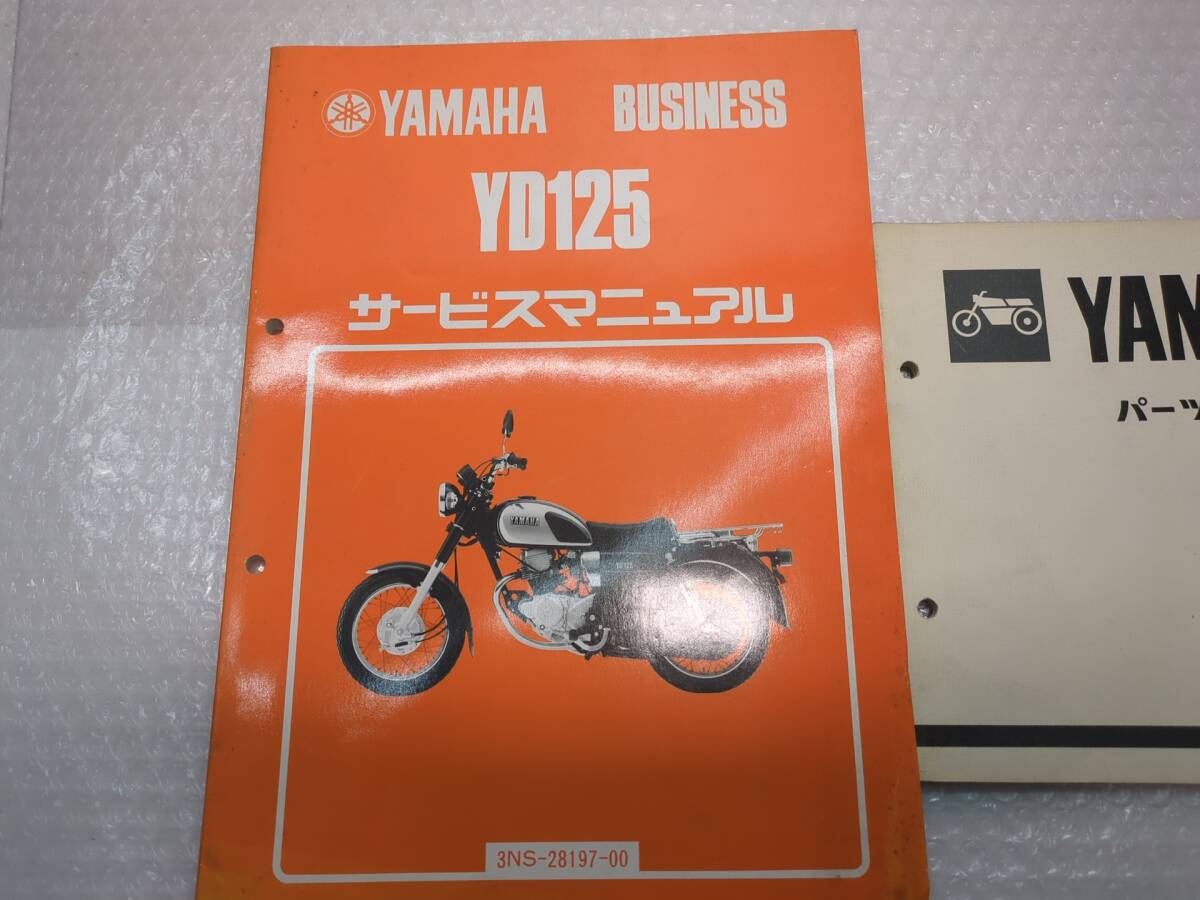 YAMAHA BUSINESS
YD125
サービスマニュアル
YAMAHA
YD125
3NS-28197-00
YAM
パーツ